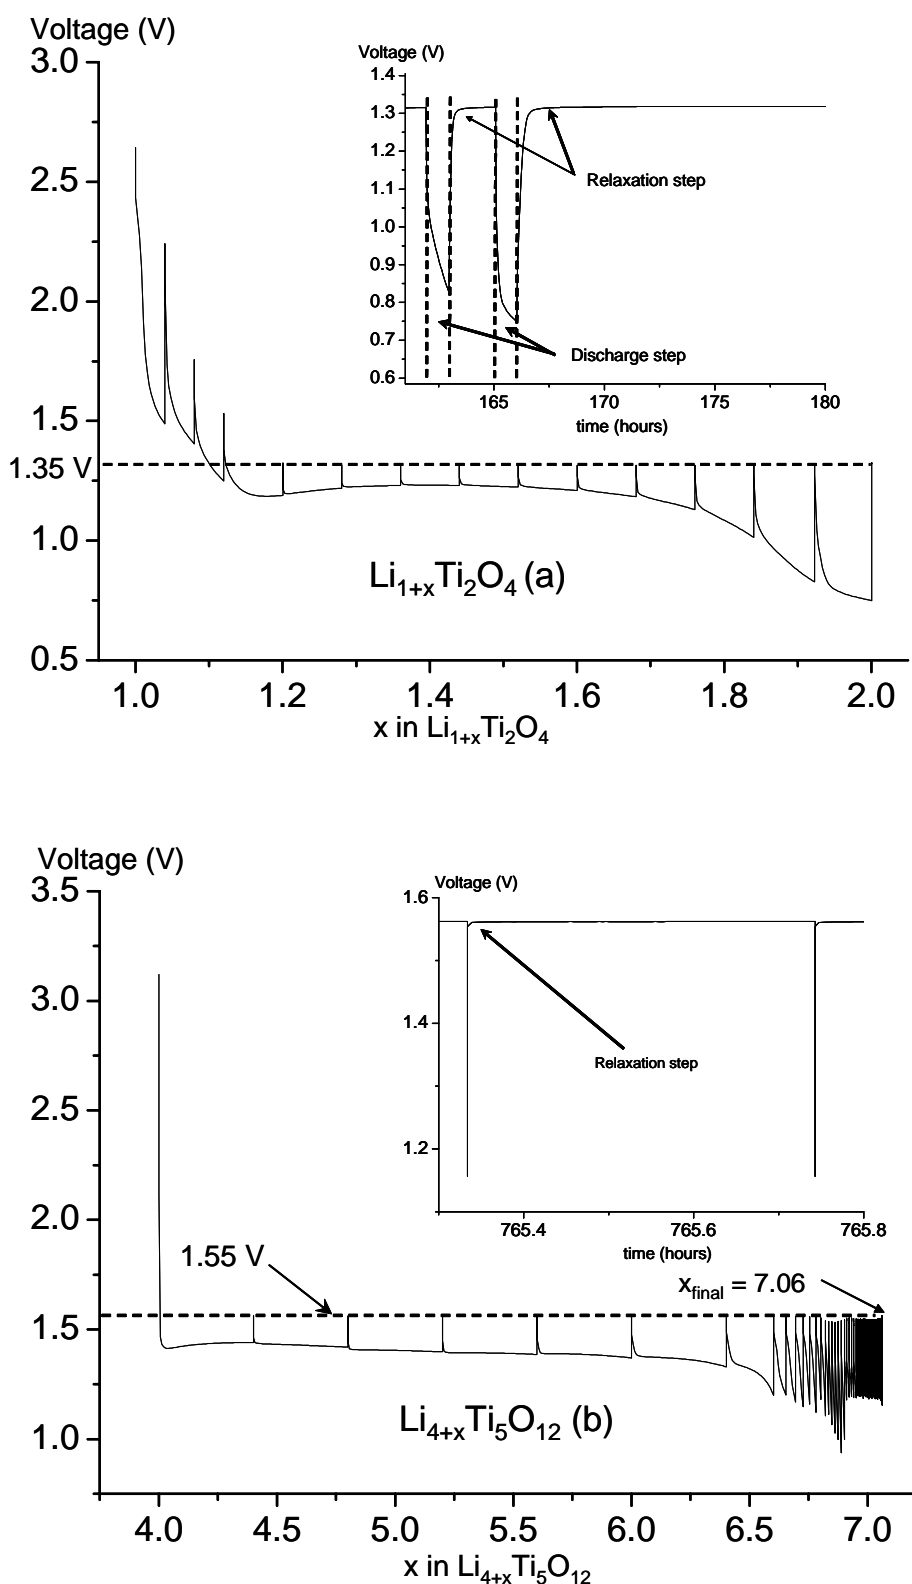 Voltage (V)
3.0
2.5
2.0
1.5
1.35 V
1.0
0.5
1.0 1.2 1.4 1.6 1.8 2.0
x in Li₁₊ₓTi₂O₄
Li₁₊ₓTi₂O₄ (a)
Voltage (V)
1.4
1.3
1.2
1.1
1.0
0.9
0.8
0.7
0.6
165 170 175 180
time (hours)
Relaxation step
Discharge step
Voltage (V)
3.5
3.0
2.5
2.0
1.5
1.0
4.0 4.5 5.0 5.5 6.0 6.5 7.0
x in Li₄₊ₓTi₅O₁₂
1.55 V
x_final = 7.06
Li₄₊ₓTi₅O₁₂ (b)
Voltage (V)
1.6
1.4
1.2
765.4 765.6 765.8
time (hours)
Relaxation step